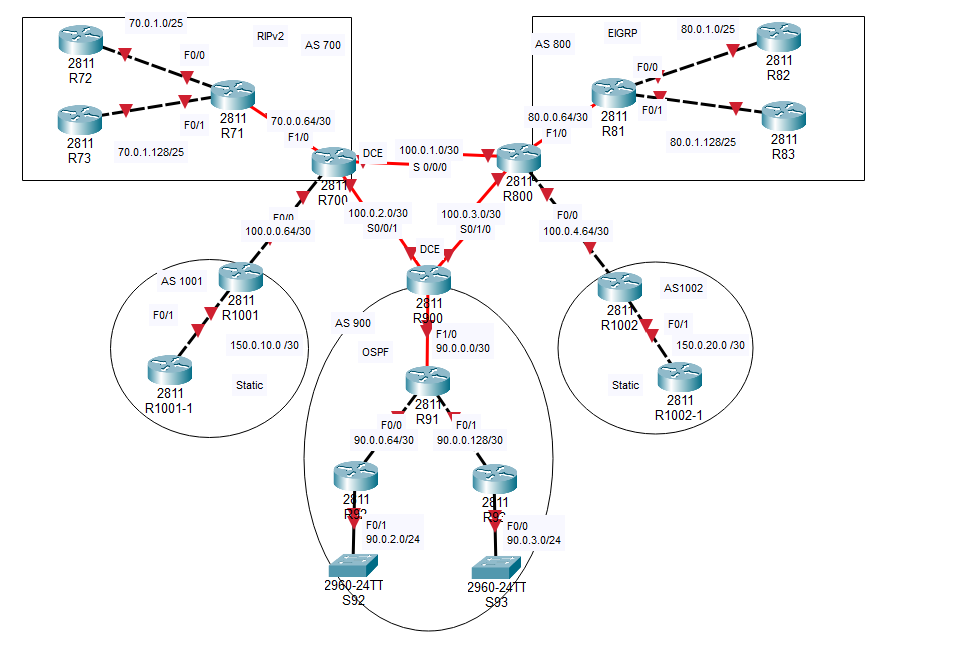 70.0.1.0/25
RIPv2
AS 700
2811
R72
F0/0
2811
R71
F0/1
2811
R73
70.0.1.128/25
70.0.0.64/30
F1/0
EIGRP
AS 800
80.0.1.0/25
2811
R82
F0/0
2811
R81
F0/1
2811
R83
80.0.1.128/25
80.0.0.64/30
F1/0
DCE
100.0.1.0/30
S 0/0/0
2811
R700
2811
R800
F0/0
100.0.0.64/30
100.0.2.0/30
S0/0/1
100.0.3.0/30
S0/1/0
F0/0
100.0.4.64/30
DCE
AS 1001
2811
R1001
F0/1
150.0.10.0 /30
2811
R1001-1
Static
2811
R900
AS 900
OSPF
F1/0
90.0.0.0/30
2811
R91
F0/0
90.0.0.64/30
F0/1
90.0.0.128/30
2811
2811
F0/1
90.0.2.0/24
F0/0
90.0.3.0/24
2960-24TT
S92
2960-24TT
S93
AS1002
2811
R1002
F0/1
150.0.20.0 /30
Static
2811
R1002-1